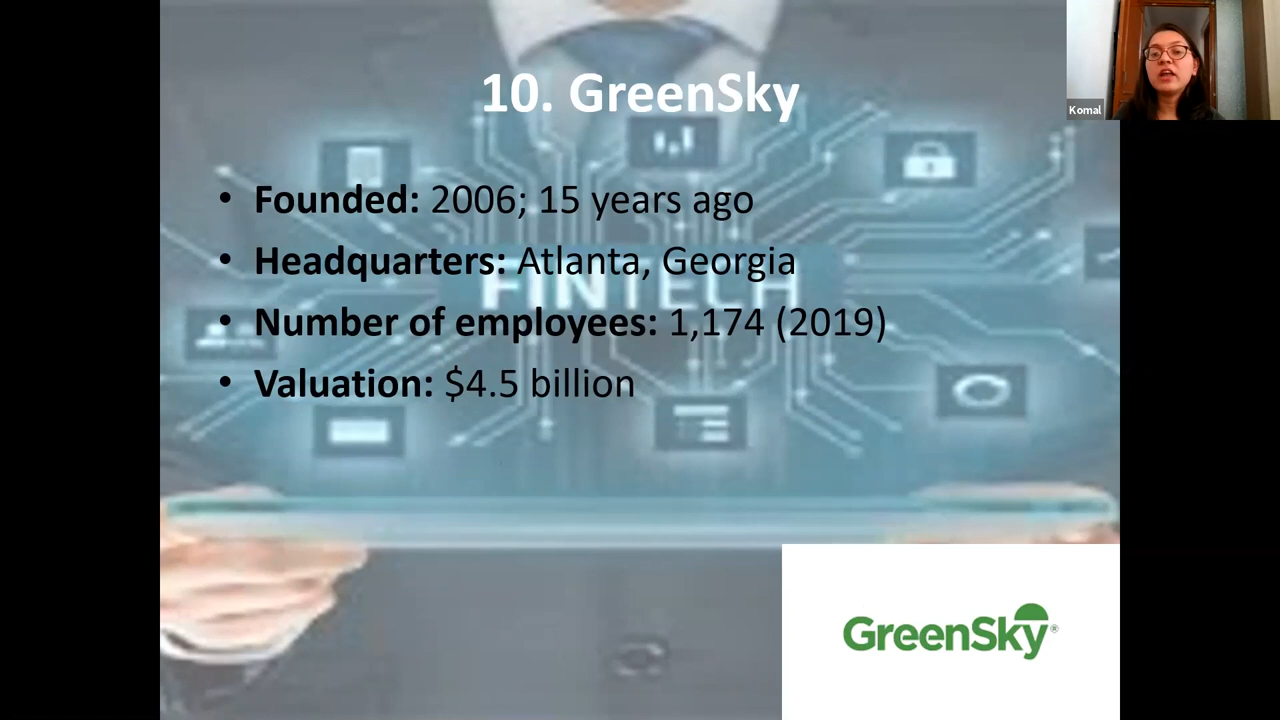 10. GreenSky
Komal
• Founded: 2006; 15 years ago
• Headquarters: Atlanta, Georgia
FINTECH
• Number of employees: 1,174 (2019)
• Valuation: $4.5 billion
GreenSky®